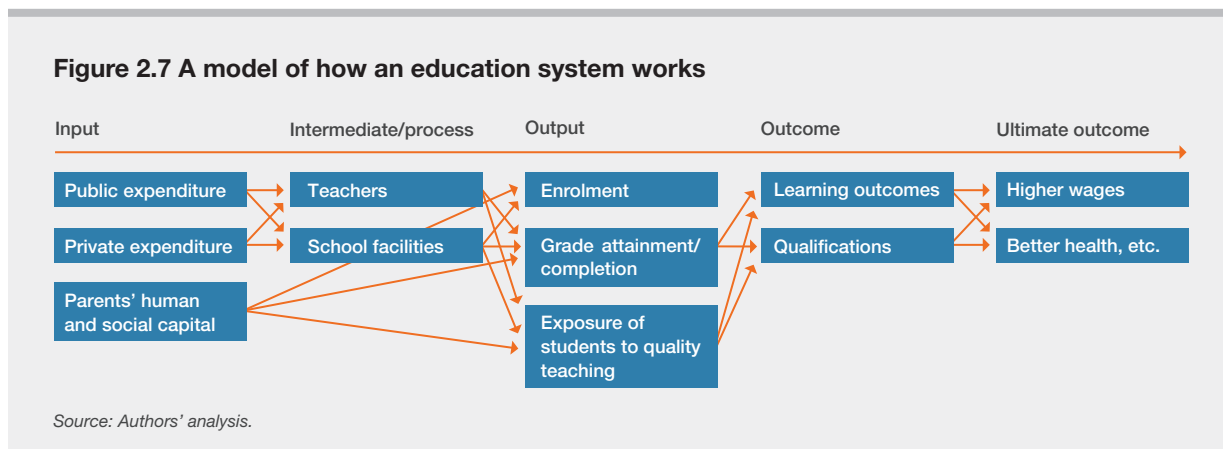 Figure 2.7 A model of how an education system works
Input
Intermediate/process
Output
Outcome
Ultimate outcome
Public expenditure
Teachers
Enrolment
Learning outcomes
Higher wages
Private expenditure
School facilities
Grade attainment/
completion
Qualifications
Better health, etc.
Parents’ human
and social capital
Exposure of
students to quality
teaching
Source: Authors’ analysis.